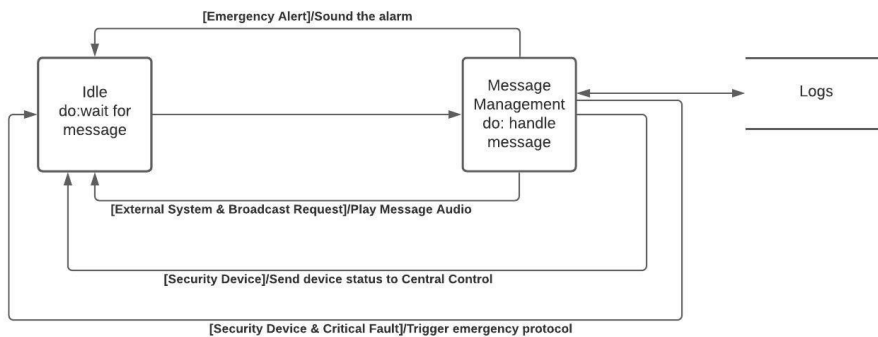 [Emergency Alert]/Sound the alarm
Idle
do:wait for
message
Message
Management
do: handle
message
Logs
[External System & Broadcast Request]/Play Message Audio
[Security Device]/Send device status to Central Control
[Security Device & Critical Fault]/Trigger emergency protocol